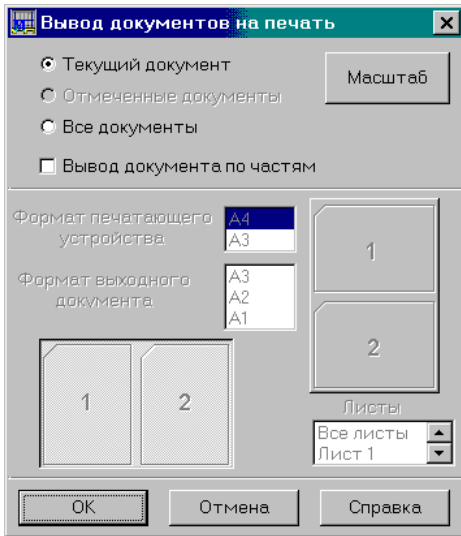 Вывод документов на печать
Текущий документ
Масштаб
Отмеченные документы
Все документы
Вывод документа по частям
Формат печатающего
устройства
A4
A3
Формат выходного
документа
A3
A2
A1
1
2
1
2
Листы
Все листы
Лист 1
OK
Отмена
Справка